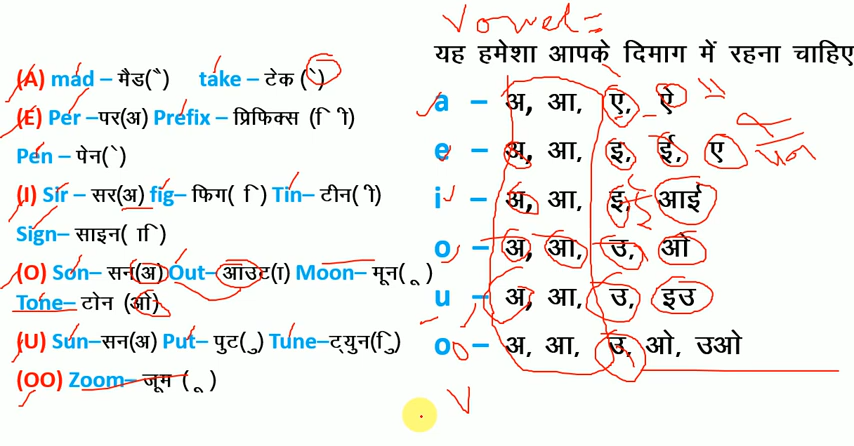 Vowel=
(A) mad – मैड(ै) take – टेक (े)
(E) Per –पर(अ) Prefix – प्रिफिक्स (ि ी)
Pen – पेन(े)
(I) Sir – सर(अ) fig– फिग( ि) Tin– टीन( ी)
Sign – साइन( ाि)
(O) Son– सन(अ) Out– आउट(ा) Moon – मून( ू )
Tone– टोन (ओ)
(U) Sun–सन(अ) Put– पुट( ु) Tune–ट्युन( िु)
(OO) Zoom– जूम ( ू )
यह हमेशा आपके दिमाग में रहना चाहिए
a – अ, आ, ए, ऐ
e – अ, आ, इ, ई, ए
i – अ, आ, इ, आई
o – अ, आ, उ, ओ
u – अ, आ, उ, इउ
o – अ, आ, उ, ओ, उओ